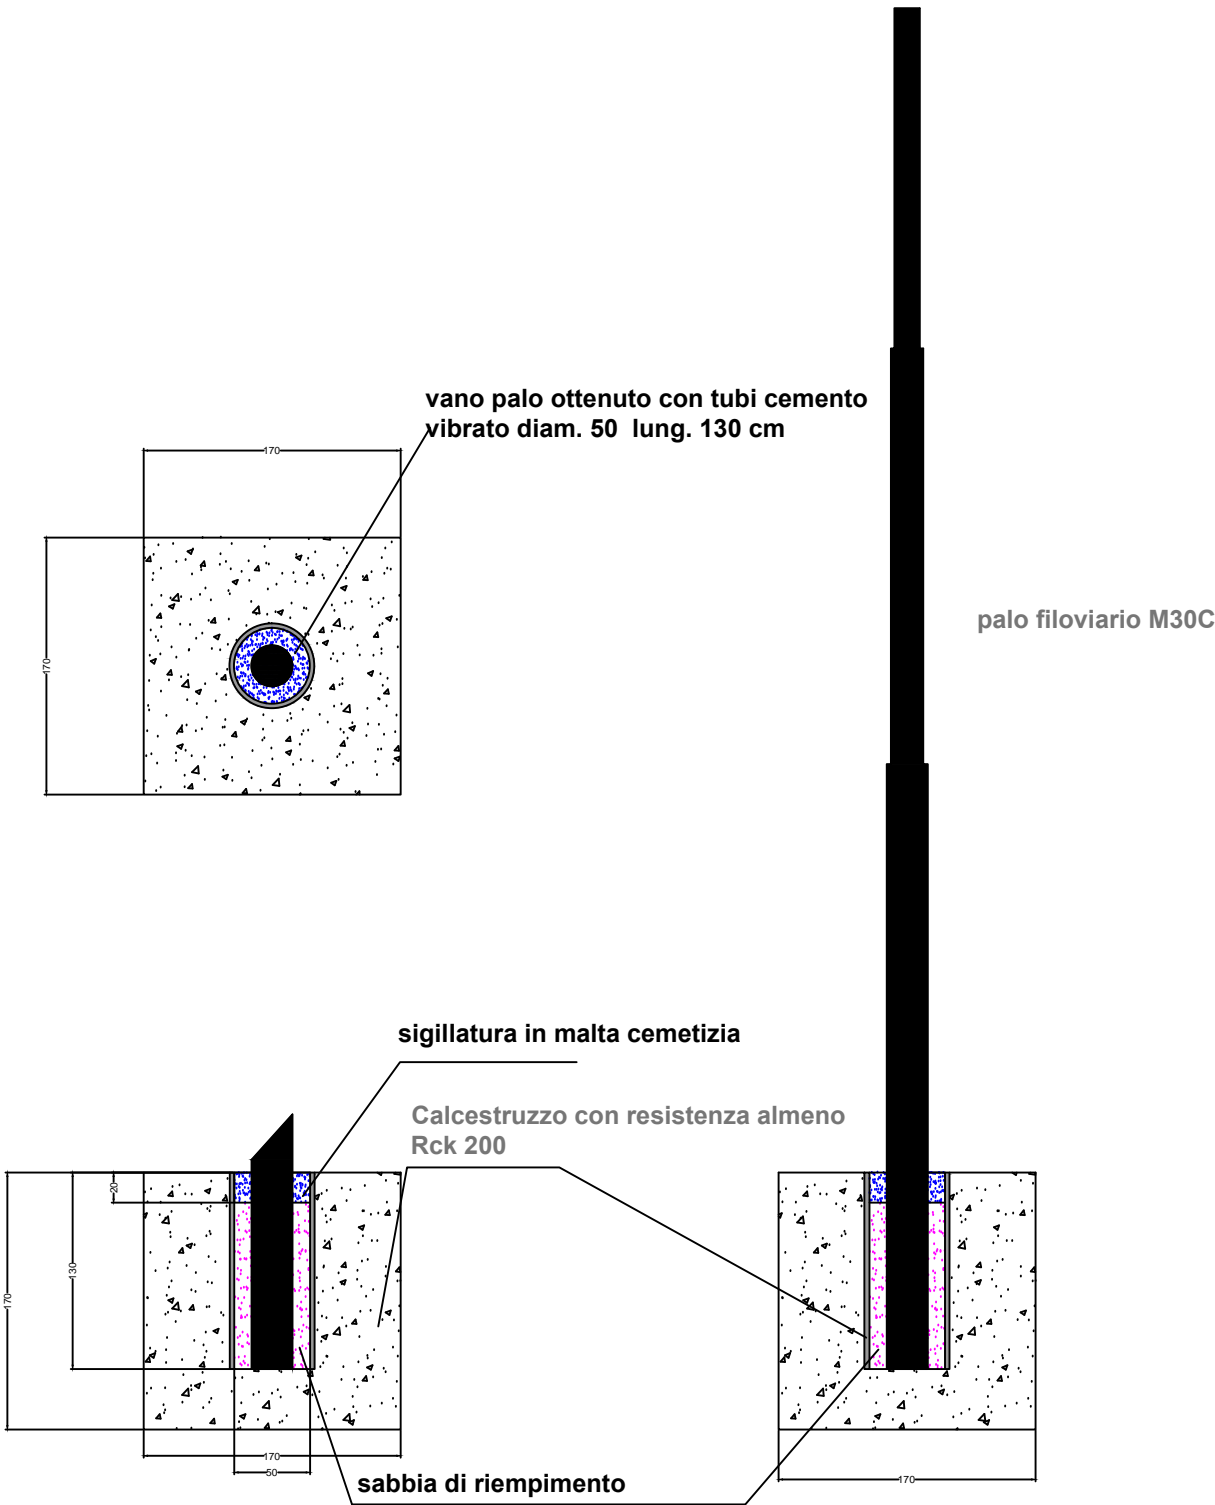 vano palo ottenuto con tubi cemento
vibrato diam. 50 lung. 130 cm
170
170
palo filoviario M30C
sigillatura in malta cemetizia
Calcestruzzo con resistenza almeno
Rck 200
20
130
170
170
50
170
sabbia di riempimento